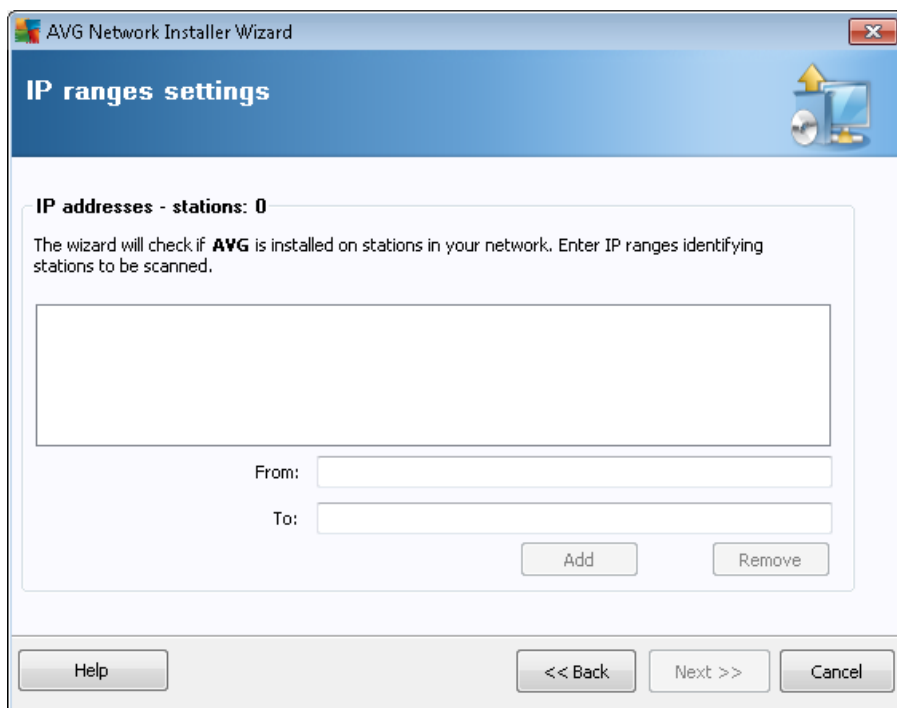 AVG Network Installer Wizard
IP ranges settings
IP addresses - stations: 0
The wizard will check if AVG is installed on stations in your network. Enter IP ranges identifying
stations to be scanned.
From:
To:
Add
Remove
Help
<< Back
Next >>
Cancel